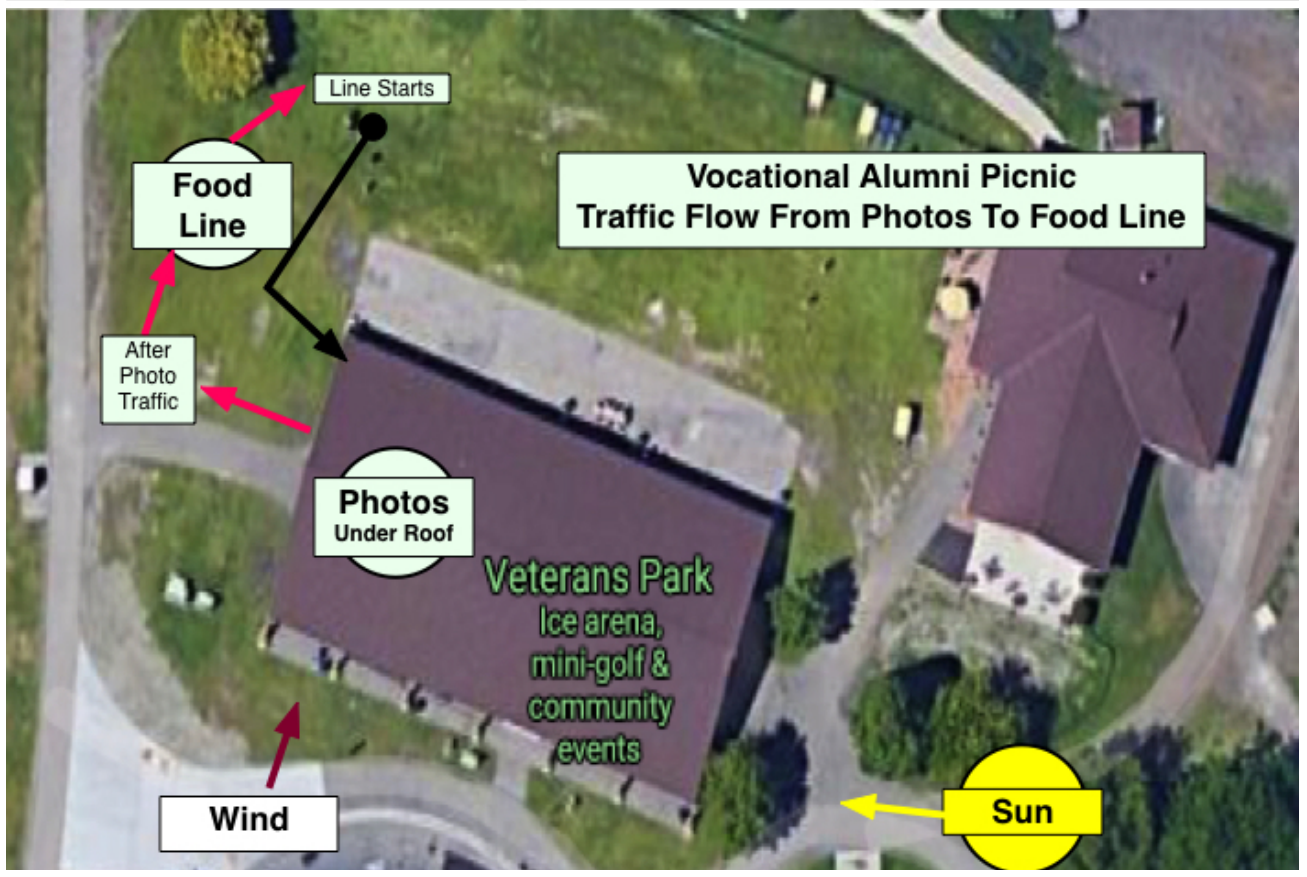 Line Starts
Food
Line
Vocational Alumni Picnic
Traffic Flow From Photos To Food Line
After
Photo
Traffic
Photos
Under Roof
Veterans Park
Ice arena,
mini-golf &
community
events
Wind
Sun